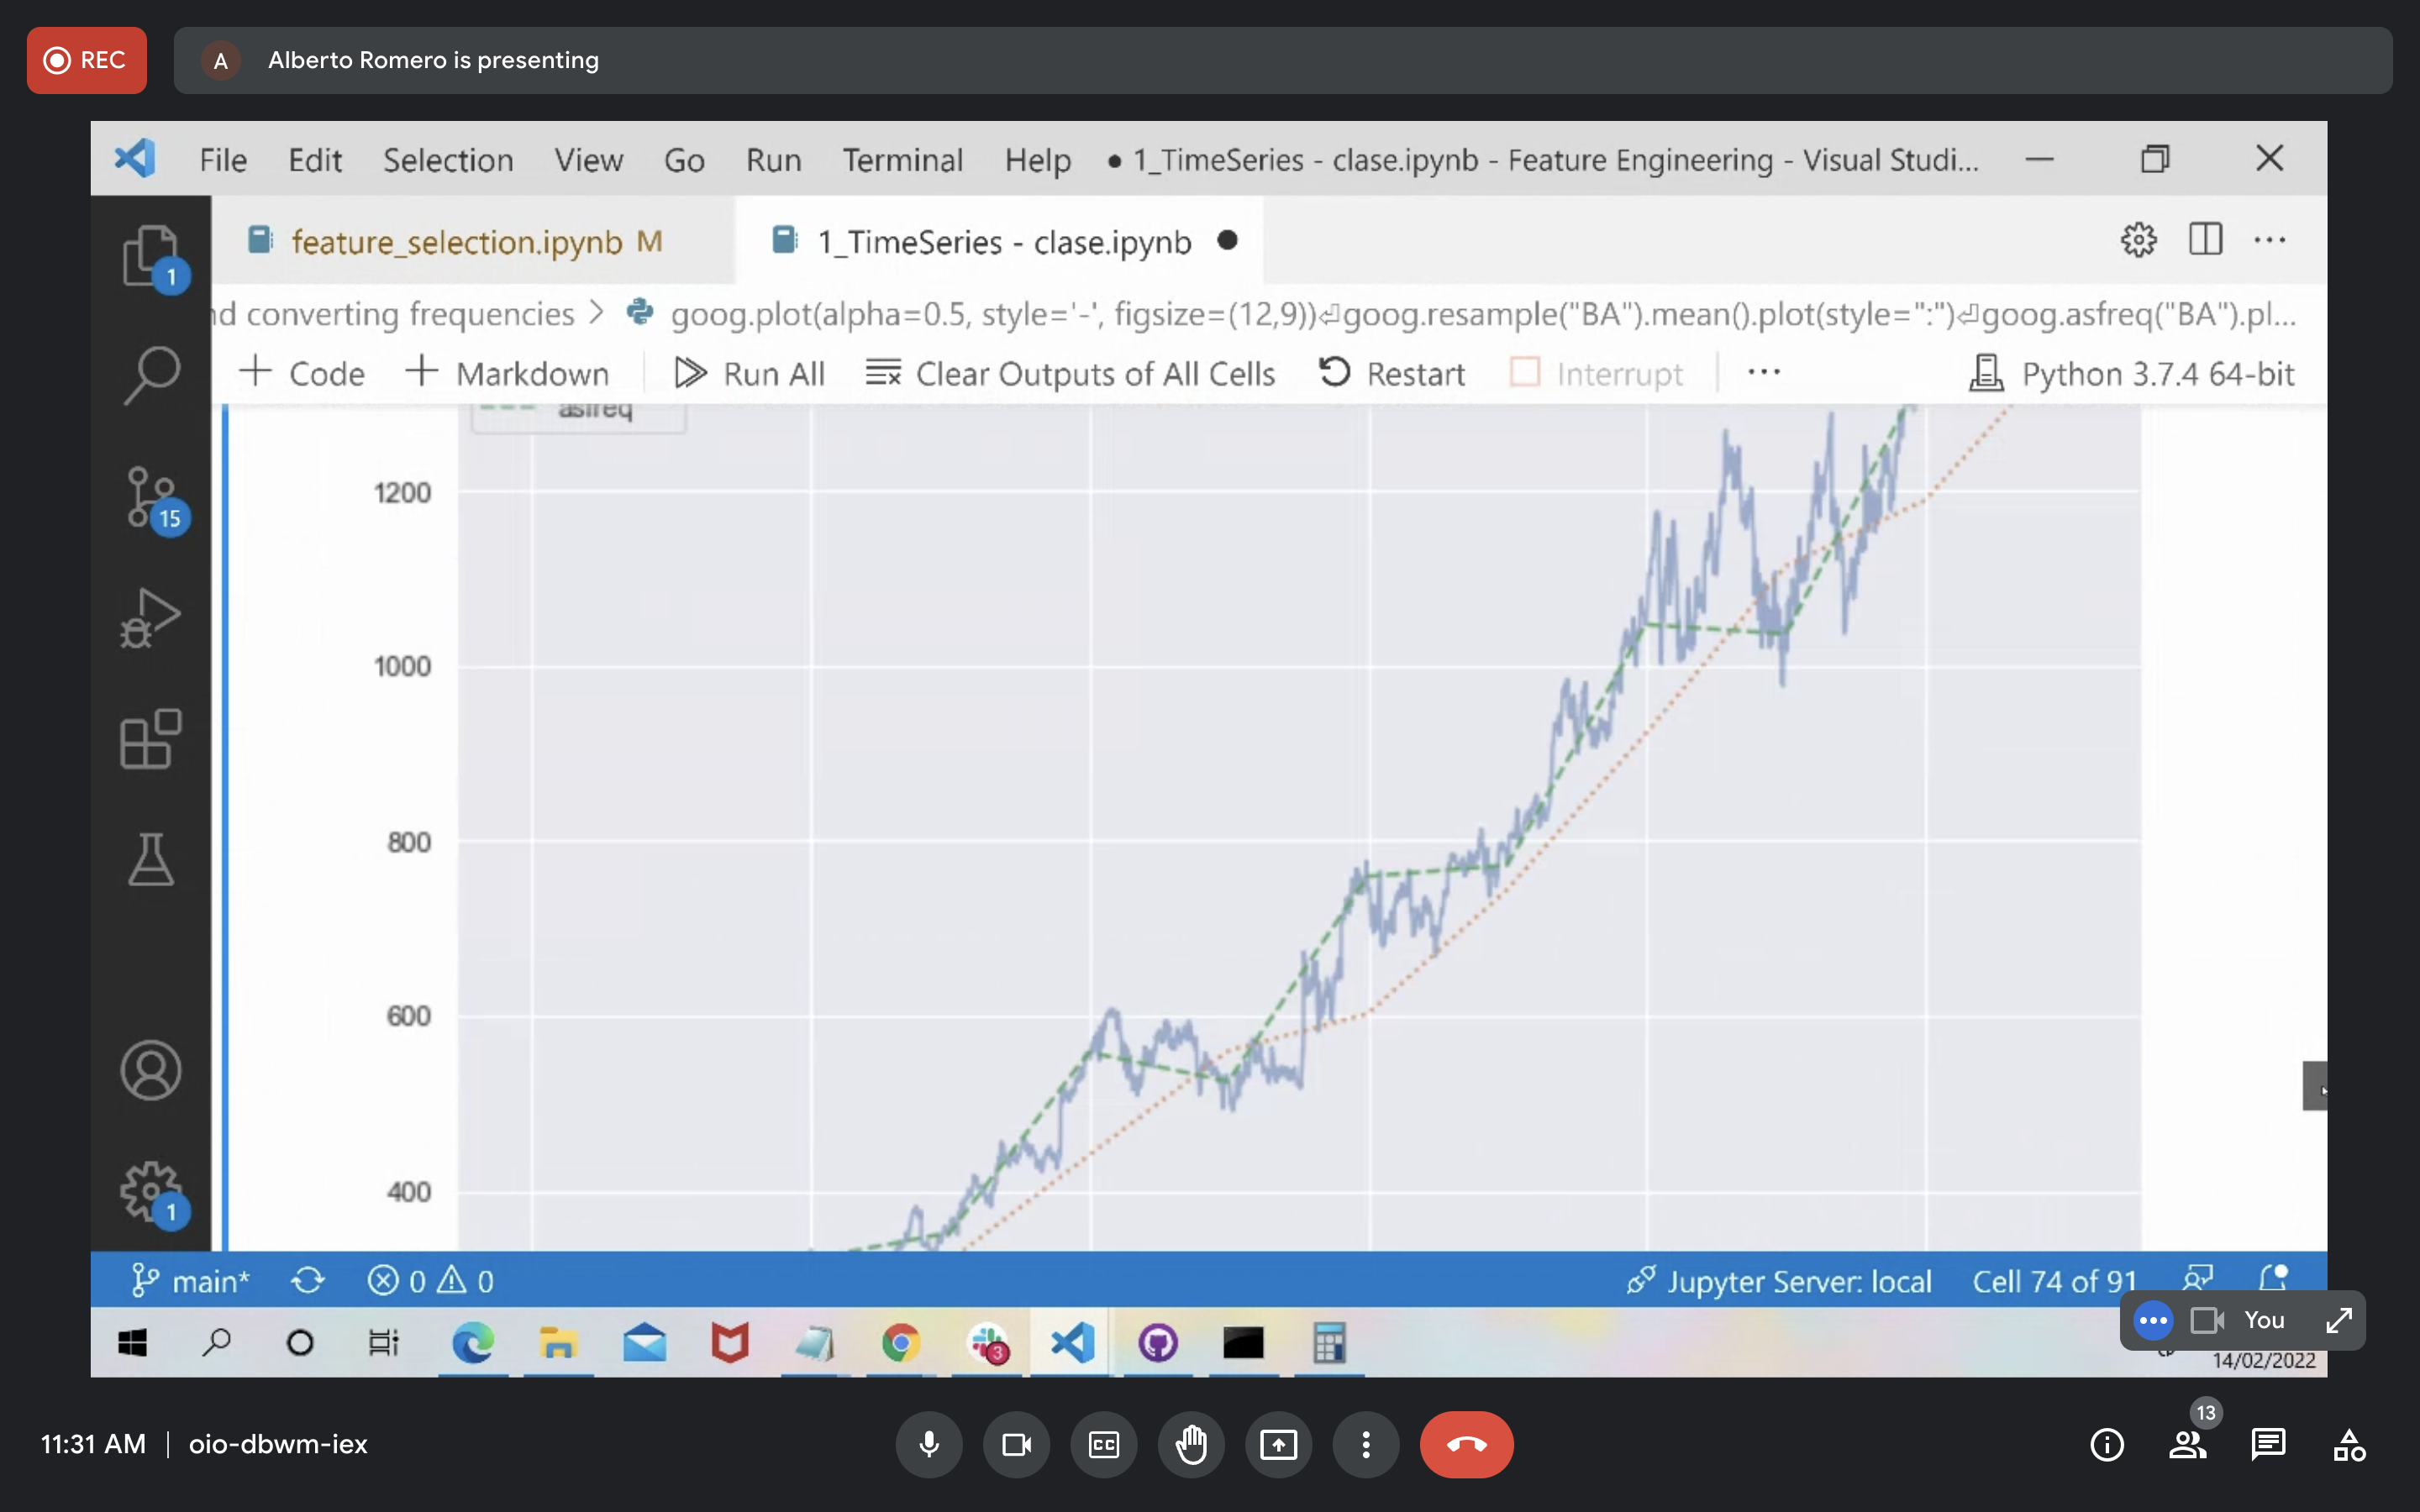 REC
A
Alberto Romero is presenting
File Edit Selection View Go Run Terminal Help ● 1_TimeSeries - clase.ipynb - Feature Engineering - Visual Studi...
feature_selection.ipynb M
1_TimeSeries - clase.ipynb ●
1
nd converting frequencies > goog.plot(alpha=0.5, style='-', figsize=(12,9))⏎goog.resample("BA").mean().plot(style=":")⏎goog.asfreq("BA").pl...
+ Code + Markdown Run All Clear Outputs of All Cells Restart Interrupt ... Python 3.7.4 64-bit
asfreq
1200
15
1000
800
600
400
1
main* 0 0 Jupyter Server: local Cell 74 of 91
You
3
14/02/2022
11:31 AM | oio-dbwm-iex
CC
13